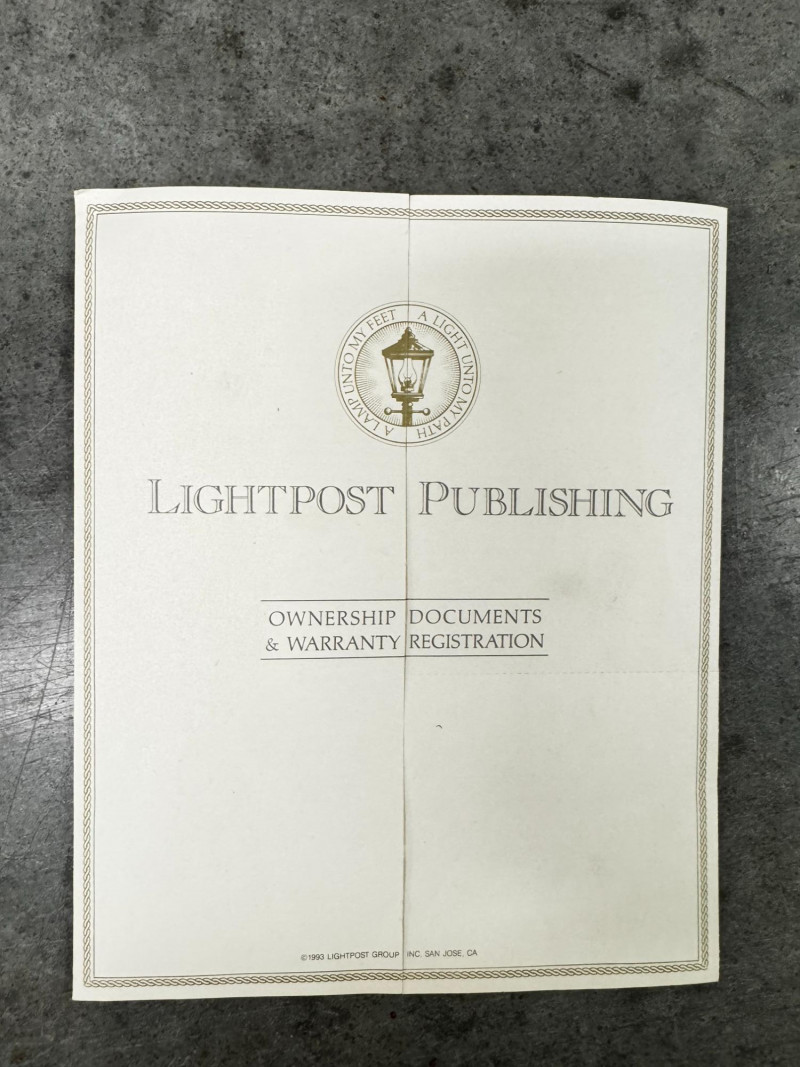 A LAMP UNTO MY FEET A LIGHT UNTO MY PATH
LIGHTPOST PUBLISHING
OWNERSHIP DOCUMENTS
& WARRANTY REGISTRATION
©1993 LIGHTPOST GROUP INC. SAN JOSE, CA